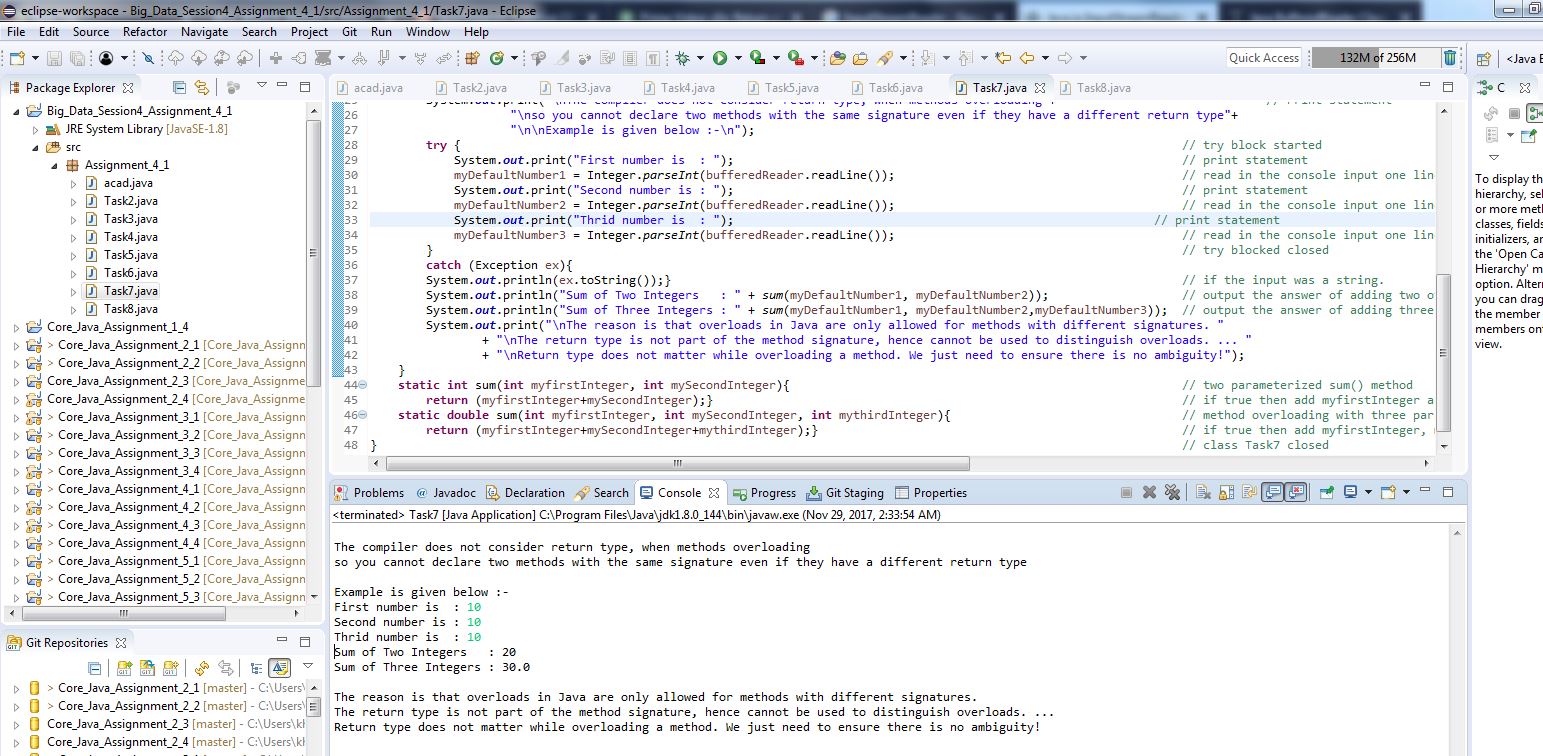 eclipse-workspace - Big_Data_Session4_Assignment_4_1/src/Assignment_4_1/Task7.java - Eclipse
File Edit Source Refactor Navigate Search Project Git Run Window Help
Quick Access 132M of 256M <Java E
Package Explorer
Big_Data_Session4_Assignment_4_1
JRE System Library [JavaSE-1.8]
src
Assignment_4_1
acad.java
Task2.java
Task3.java
Task4.java
Task5.java
Task6.java
Task7.java
Task8.java
Core_Java_Assignment_1_4
> Core_Java_Assignment_2_1 [Core_Java_Assignn
> Core_Java_Assignment_2_2 [Core_Java_Assignn
Core_Java_Assignment_2_3 [Core_Java_Assignme
Core_Java_Assignment_2_4 [Core_Java_Assignme
> Core_Java_Assignment_3_1 [Core_Java_Assignn
> Core_Java_Assignment_3_2 [Core_Java_Assignn
> Core_Java_Assignment_3_3 [Core_Java_Assignn
> Core_Java_Assignment_3_4 [Core_Java_Assignn
> Core_Java_Assignment_4_1 [Core_Java_Assignn
> Core_Java_Assignment_4_2 [Core_Java_Assignn
> Core_Java_Assignment_4_3 [Core_Java_Assignn
> Core_Java_Assignment_4_4 [Core_Java_Assignn
> Core_Java_Assignment_5_1 [Core_Java_Assignn
> Core_Java_Assignment_5_2 [Core_Java_Assignn
> Core_Java_Assignment_5_3 [Core_Java_Assignn
Git Repositories
> Core_Java_Assignment_2_1 [master] - C:\Users\
> Core_Java_Assignment_2_2 [master] - C:\Users\
Core_Java_Assignment_2_3 [master] - C:\Users\kh
Core_Java_Assignment_2_4 [master] - C:\Users\kh
acad.java Task2.java Task3.java Task4.java Task5.java Task6.java Task7.java Task8.java
25 System.out.print("\nThe compiler does not consider return type, when methods overloading"+ // Print statement
26 "\nso you cannot declare two methods with the same signature even if they have a different return type"+
27 "\n\nExample is given below :-\n");
28 try { // try block started
29 System.out.print("First number is  : "); // print statement
30 myDefaultNumber1 = Integer.parseInt(bufferedReader.readLine()); // read in the console input one lin
31 System.out.print("Second number is : "); // print statement
32 myDefaultNumber2 = Integer.parseInt(bufferedReader.readLine()); // read in the console input one lin
33 System.out.print("Thrid number is  : "); // print statement
34 myDefaultNumber3 = Integer.parseInt(bufferedReader.readLine()); // read in the console input one lin
35 } // try blocked closed
36 catch (Exception ex){
37 System.out.println(ex.toString());} // if the input was a string.
38 System.out.println("Sum of Two Integers   : " + sum(myDefaultNumber1, myDefaultNumber2)); // output the answer of adding two o
39 System.out.println("Sum of Three Integers : " + sum(myDefaultNumber1, myDefaultNumber2,myDefaultNumber3)); // output the answer of adding three
40 System.out.print("\nThe reason is that overloads in Java are only allowed for methods with different signatures. "
41 + "\nThe return type is not part of the method signature, hence cannot be used to distinguish overloads. ... "
42 + "\nReturn type does not matter while overloading a method. We just need to ensure there is no ambiguity!");
43 }
44 static int sum(int myfirstInteger, int mySecondInteger){ // two parameterized sum() method
45 return (myfirstInteger+mySecondInteger);} // if true then add myfirstInteger a
46 static double sum(int myfirstInteger, int mySecondInteger, int mythirdInteger){ // method overloading with three par
47 return (myfirstInteger+mySecondInteger+mythirdInteger);} // if true then add myfirstInteger,
48 } // class Task7 closed
Problems Javadoc Declaration Search Console Progress Git Staging Properties
<terminated> Task7 [Java Application] C:\Program Files\Java\jdk1.8.0_144\bin\javaw.exe (Nov 29, 2017, 2:33:54 AM)
The compiler does not consider return type, when methods overloading
so you cannot declare two methods with the same signature even if they have a different return type
Example is given below :-
First number is  : 10
Second number is : 10
Thrid number is  : 10
Sum of Two Integers   : 20
Sum of Three Integers : 30.0
The reason is that overloads in Java are only allowed for methods with different signatures.
The return type is not part of the method signature, hence cannot be used to distinguish overloads. ...
Return type does not matter while overloading a method. We just need to ensure there is no ambiguity!
C
To display th
hierarchy, sel
or more meth
classes, fields
initializers, an
the 'Open Ca
Hierarchy' m
option. Altern
you can drag
the member
members ont
view.